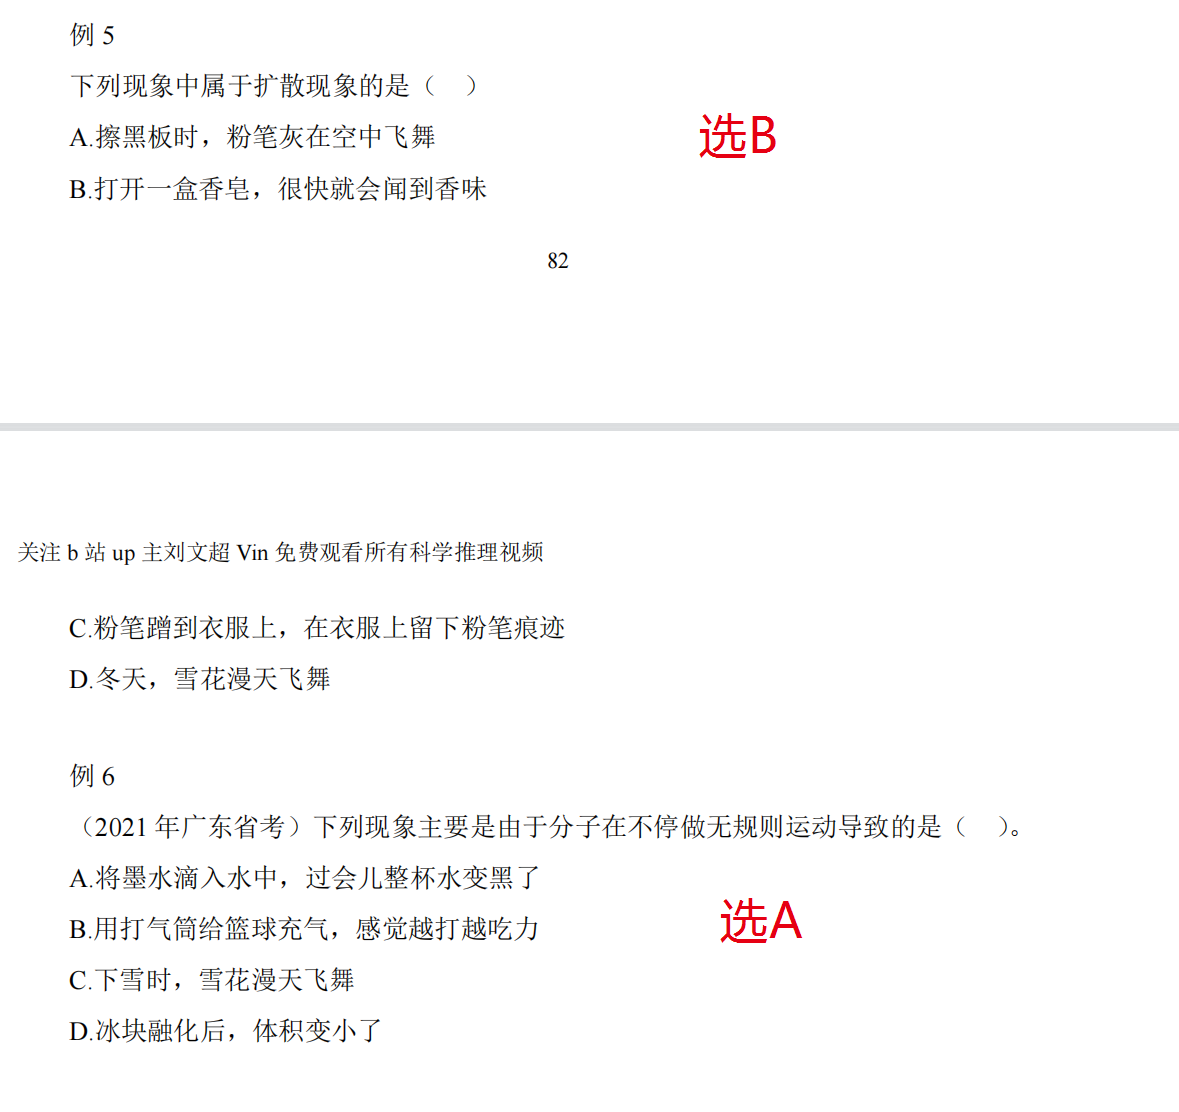 例 5
下列现象中属于扩散现象的是（　）
A.擦黑板时，粉笔灰在空中飞舞
选B
B.打开一盒香皂，很快就会闻到香味
82
关注 b 站 up 主刘文超 Vin 免费观看所有科学推理视频
C.粉笔蹭到衣服上，在衣服上留下粉笔痕迹
D.冬天，雪花漫天飞舞
例 6
（2021 年广东省考）下列现象主要是由于分子在不停做无规则运动导致的是（　）。
A.将墨水滴入水中，过会儿整杯水变黑了
B.用打气筒给篮球充气，感觉越打越吃力
选A
C.下雪时，雪花漫天飞舞
D.冰块融化后，体积变小了